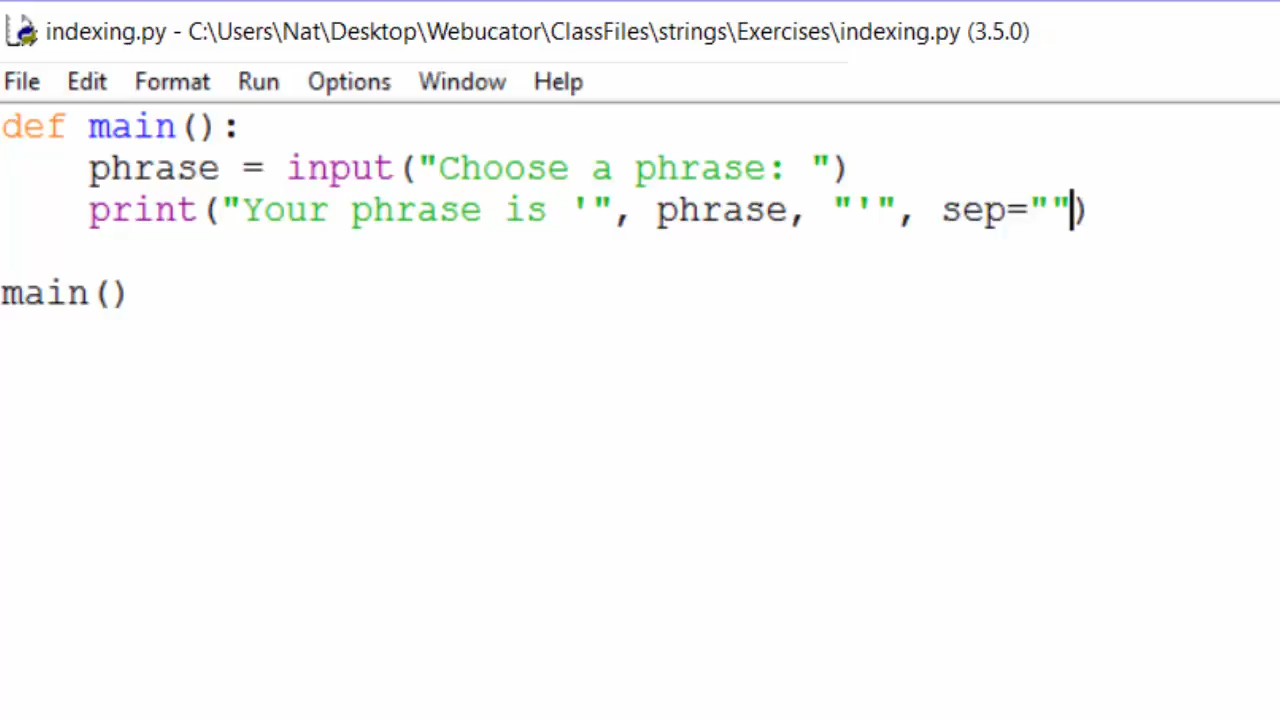 indexing.py - C:\Users\Nat\Desktop\Webucator\ClassFiles\strings\Exercises\indexing.py (3.5.0)
File Edit Format Run Options Window Help
def main():
    phrase = input("Choose a phrase: ")
    print("Your phrase is '", phrase, "'", sep="")
main()